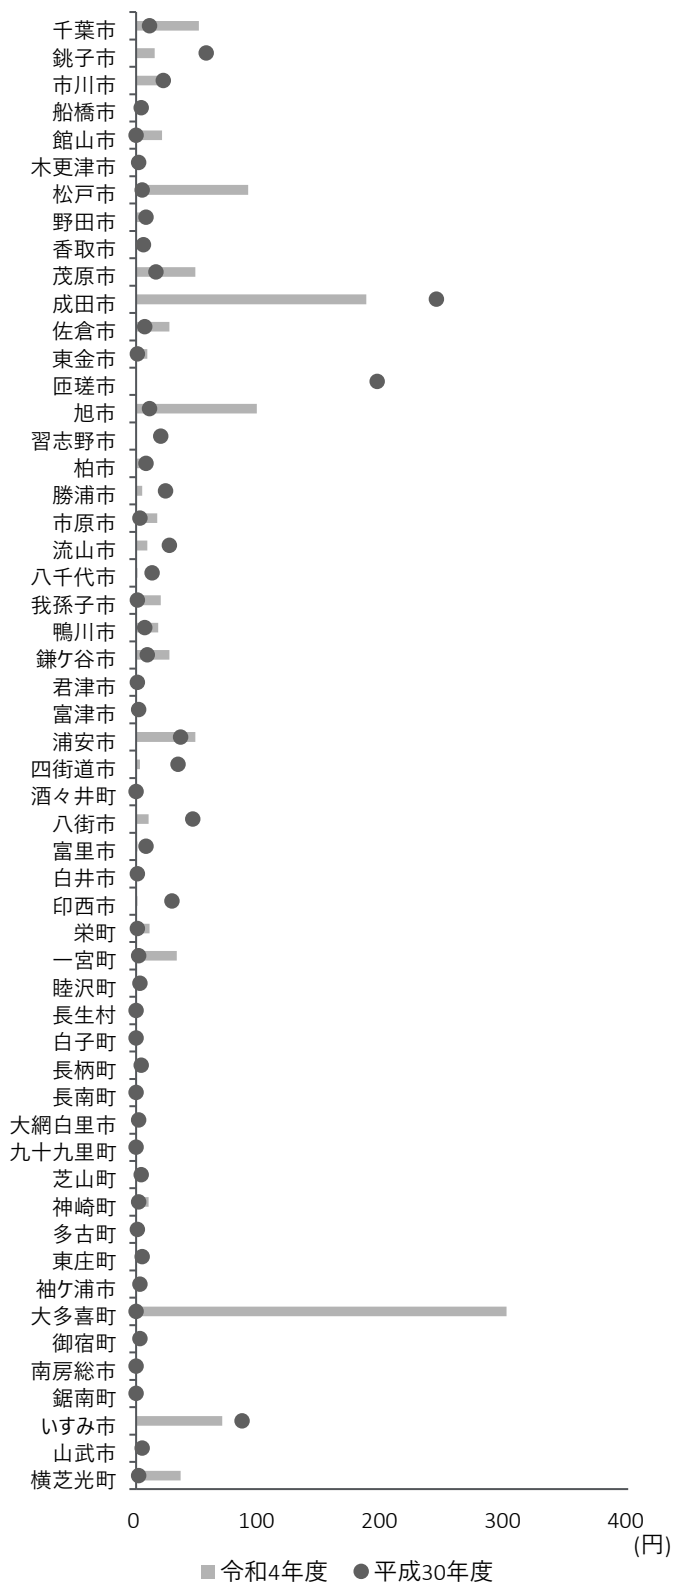 千葉市
銚子市
市川市
船橋市
館山市
木更津市
松戸市
野田市
香取市
茂原市
成田市
佐倉市
東金市
匝瑳市
旭市
習志野市
柏市
勝浦市
市原市
流山市
八千代市
我孫子市
鴨川市
鎌ケ谷市
君津市
富津市
浦安市
四街道市
酒々井町
八街市
富里市
白井市
印西市
栄町
一宮町
睦沢町
長生村
白子町
長柄町
長南町
大網白里市
九十九里町
芝山町
神崎町
多古町
東庄町
袖ケ浦市
大多喜町
御宿町
南房総市
鋸南町
いすみ市
山武市
横芝光町
0 100 200 300 400
(円)
令和4年度 平成30年度